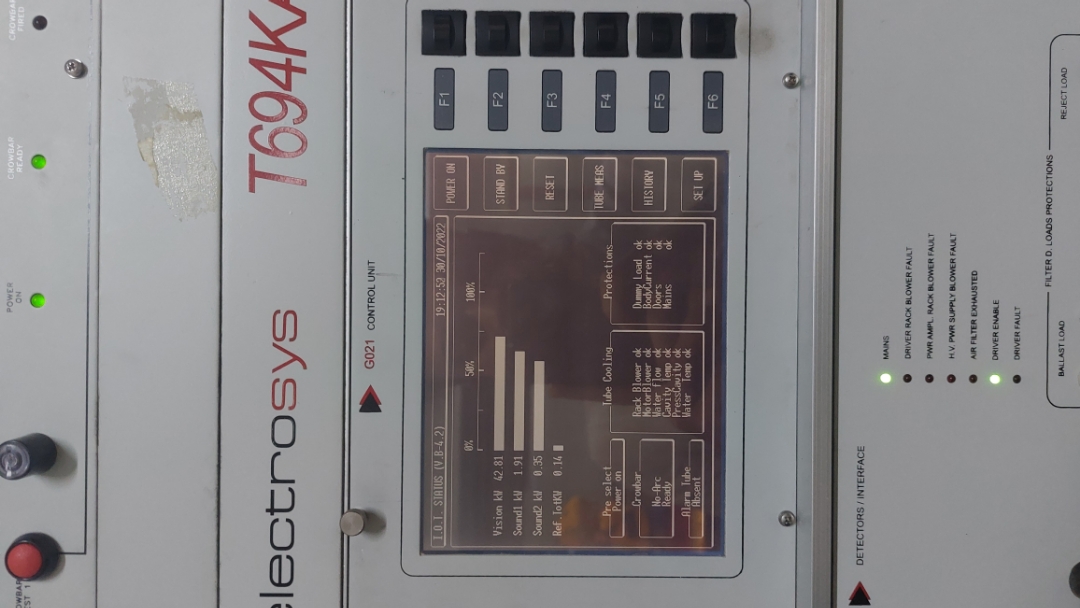 CROWBAR
FIRED
CROWBAR
READY
POWER
ON
T694KA
electrosys
G021 CONTROL UNIT
F1
F2
F3
F4
F5
F6
I.O.T. SIRIUS (V.B-4.2) 19:12:52 30/10/2022
POWER ON
STAND BY
RESET
TUBE MEAS
HISTORY
SET UP
0% 50% 100%
Vision kW 42.81
Sound1 kW 1.91
Sound2 kW 0.35
Ref.TotKW 0.14
Pre select
Power on
Crowbar
No-Arc
Ready
Alarm Tube
Absent
Tube Cooling
Rack Blower ok
MotorBlower ok
Water flow ok
Cavity Temp ok
PressCavity ok
Water Temp ok
Protections
Dummy Load ok
BodyCurrent ok
Doors ok
Mains ok
MAINS
DRIVER RACK BLOWER FAULT
PWR AMPL. RACK BLOWER FAULT
H.V. PWR SUPPLY BLOWER FAULT
AIR FILTER EXHAUSTED
DRIVER ENABLE
DRIVER FAULT
DETECTORS / INTERFACE
FILTER D. LOADS PROTECTIONS
BALLAST LOAD
REJECT LOAD